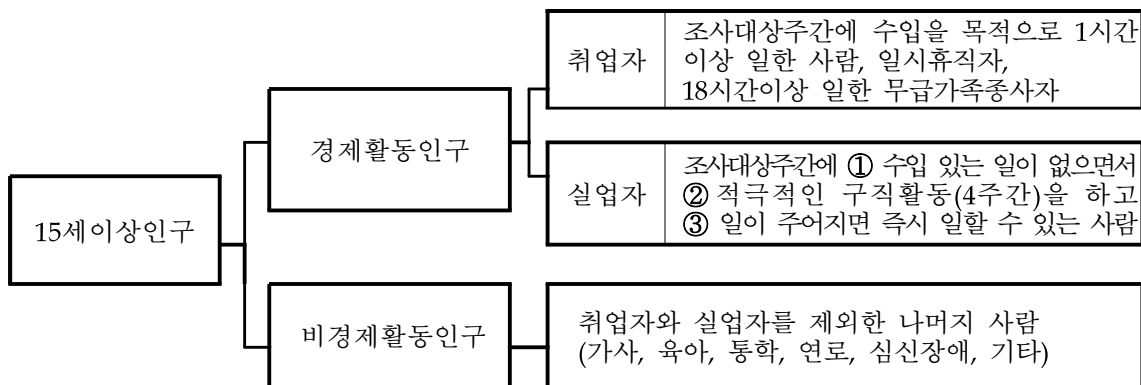 15세이상인구
경제활동인구
취업자
조사대상주간에 수입을 목적으로 1시간
이상 일한 사람, 일시휴직자,
18시간이상 일한 무급가족종사자
실업자
조사대상주간에 ① 수입 있는 일이 없으면서
② 적극적인 구직활동(4주간)을 하고
③ 일이 주어지면 즉시 일할 수 있는 사람
비경제활동인구
취업자와 실업자를 제외한 나머지 사람
(가사, 육아, 통학, 연로, 심신장애, 기타)